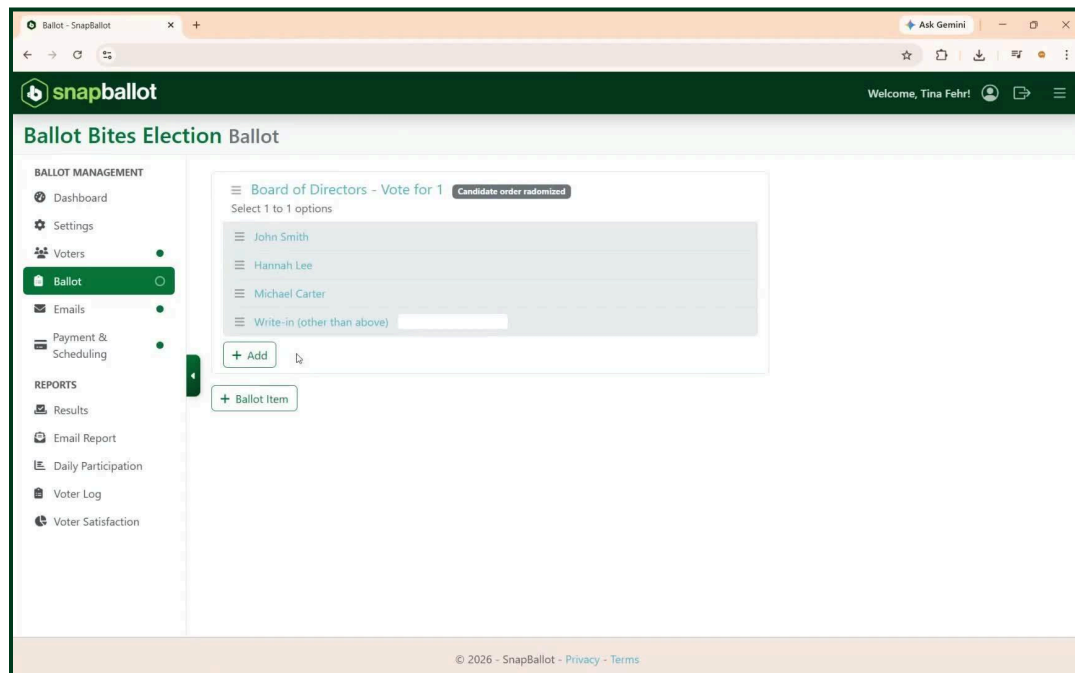 Ballot - SnapBallot
Ask Gemini
snapballot
Welcome, Tina Fehr!
Ballot Bites Election Ballot
BALLOT MANAGEMENT
Dashboard
Settings
Voters
Ballot
Emails
Payment &
Scheduling
REPORTS
Results
Email Report
Daily Participation
Voter Log
Voter Satisfaction
Board of Directors - Vote for 1 Candidate order radomized
Select 1 to 1 options
John Smith
Hannah Lee
Michael Carter
Write-in (other than above)
+ Add
+ Ballot Item
© 2026 - SnapBallot - Privacy - Terms